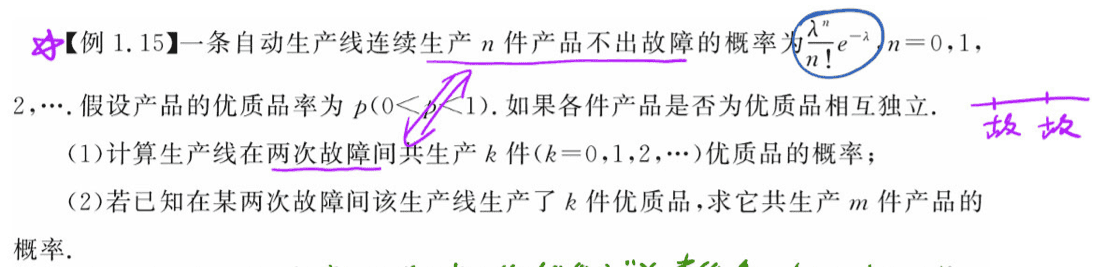 【例 1.15】一条自动生产线连续生产 n 件产品不出故障的概率为 $\frac{\lambda^n}{n!}e^{-\lambda}$, n=0,1,
2,…. 假设产品的优质品率为 p(0<p<1). 如果各件产品是否为优质品相互独立.
故 故
(1)计算生产线在两次故障间共生产 k 件(k=0,1,2,…)优质品的概率;
(2)若已知在某两次故障间该生产线生产了 k 件优质品,求它共生产 m 件产品的
概率.